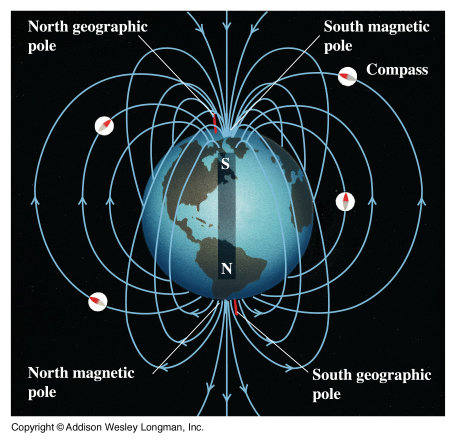 North geographic
pole
South magnetic
pole
Compass
S
N
North magnetic
pole
South geographic
pole
Copyright © Addison Wesley Longman, Inc.